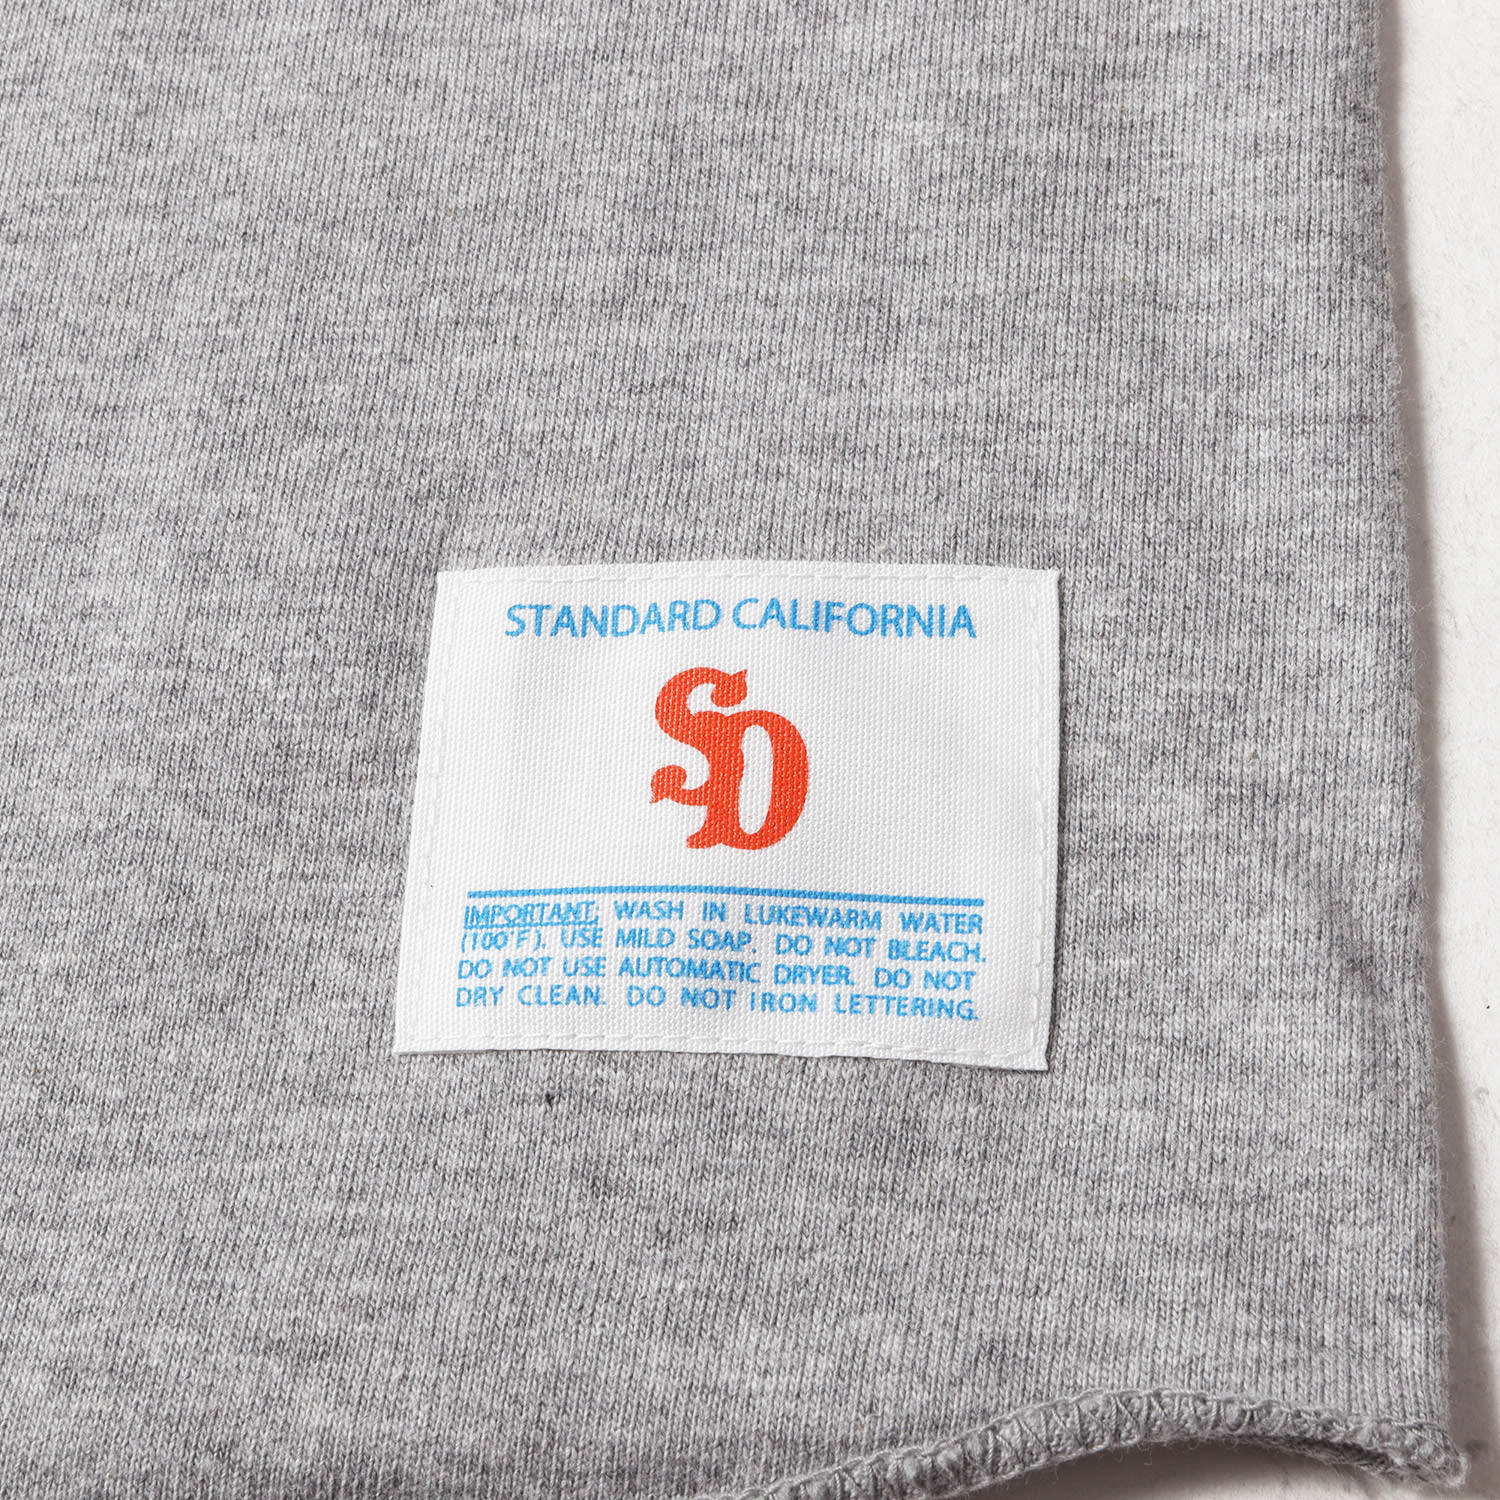 STANDARD CALIFORNIA
SD
IMPORTANT: WASH IN LUKEWARM WATER
(100°F). USE MILD SOAP. DO NOT BLEACH.
DO NOT USE AUTOMATIC DRYER. DO NOT
DRY CLEAN. DO NOT IRON LETTERING.